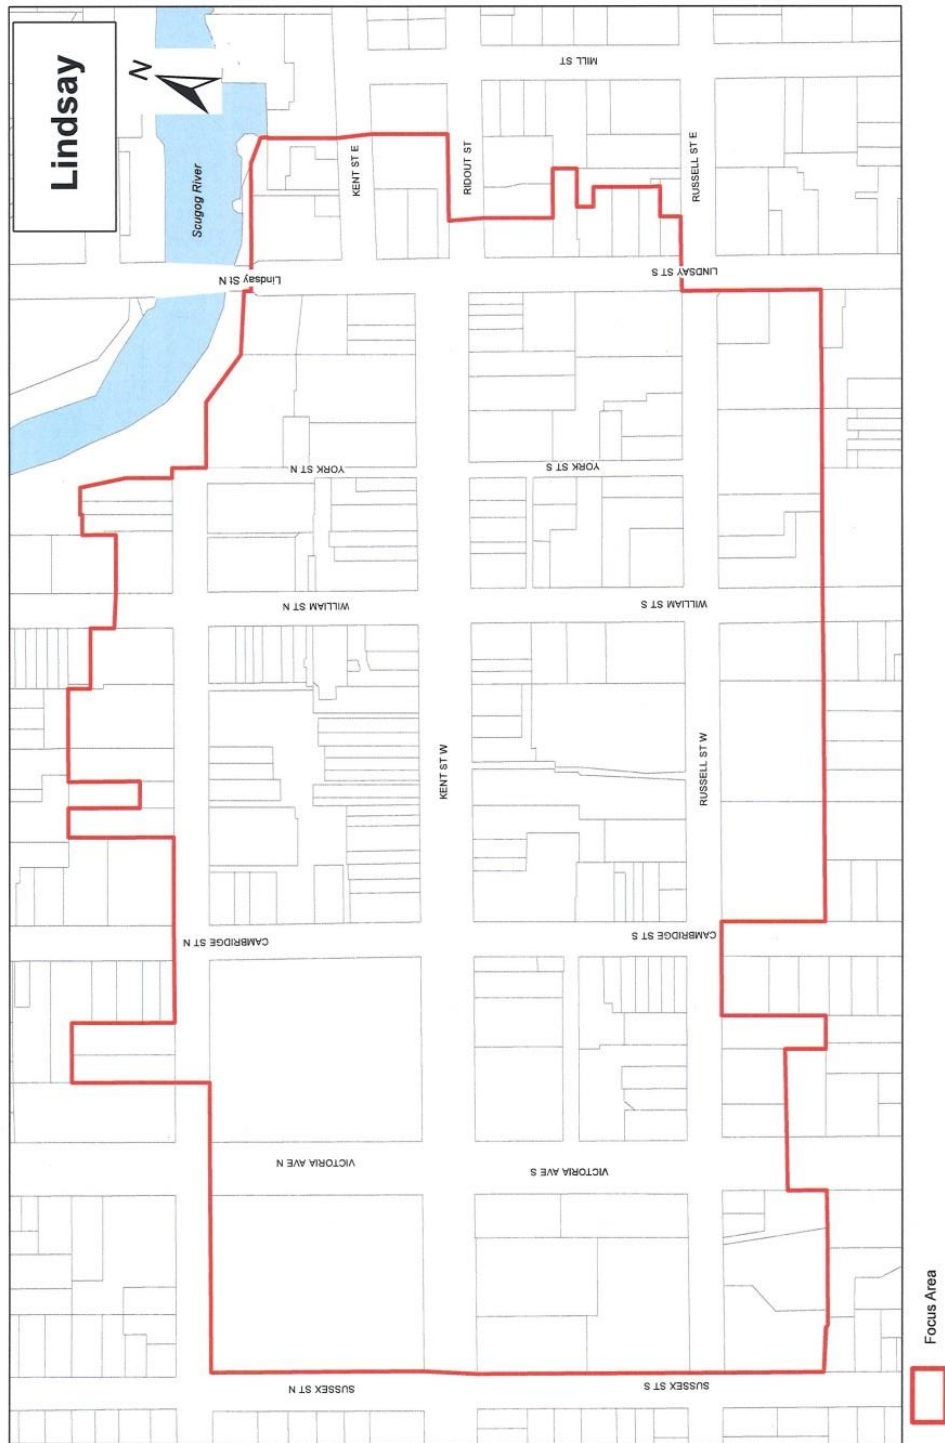 Lindsay
N
Scugog River
MILL ST
KENT ST E
RIDOUT ST
RUSSELL ST E
Lindsay St N
LINDSAY ST S
YORK ST N
YORK ST S
WILLIAM ST N
WILLIAM ST S
KENT ST W
RUSSELL ST W
CAMBRIDGE ST N
CAMBRIDGE ST S
VICTORIA AVE N
VICTORIA AVE S
SUSSEX ST N
SUSSEX ST S
Focus Area